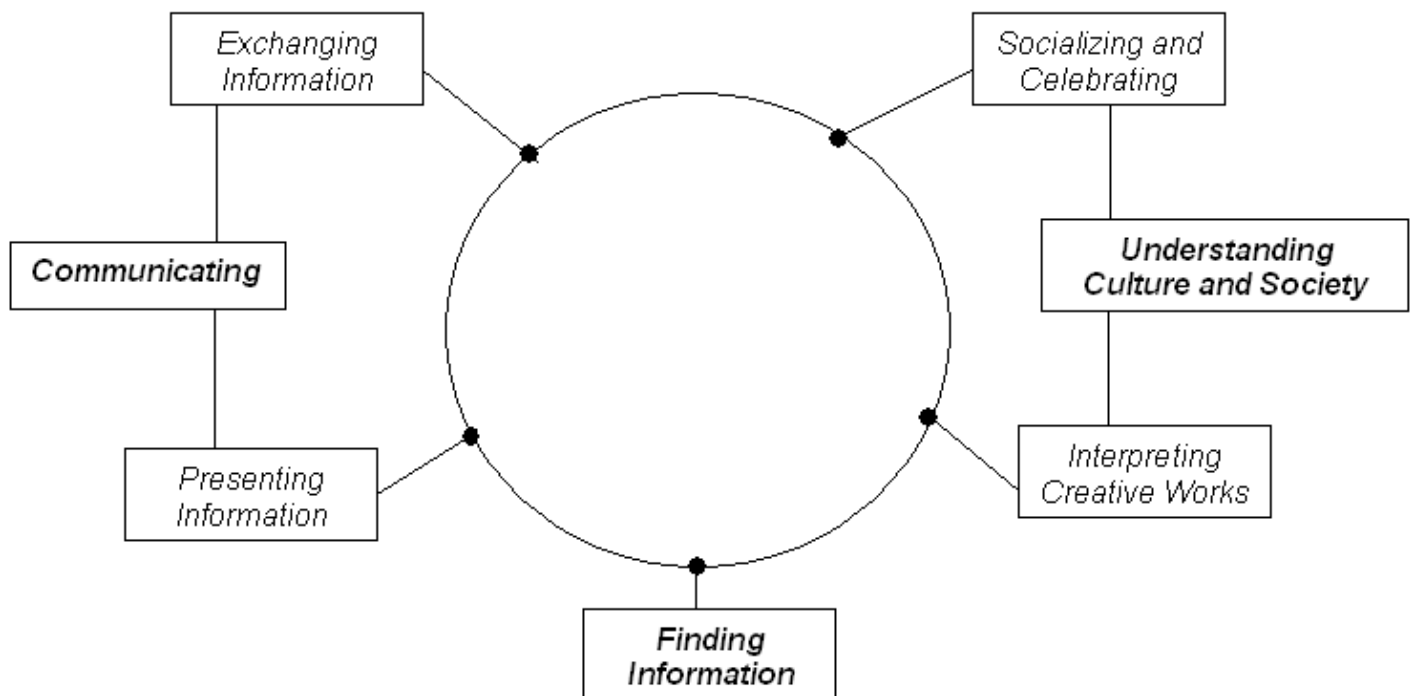 Exchanging
Information
Socializing and
Celebrating
Communicating
Understanding
Culture and Society
Presenting
Information
Interpreting
Creative Works
Finding
Information